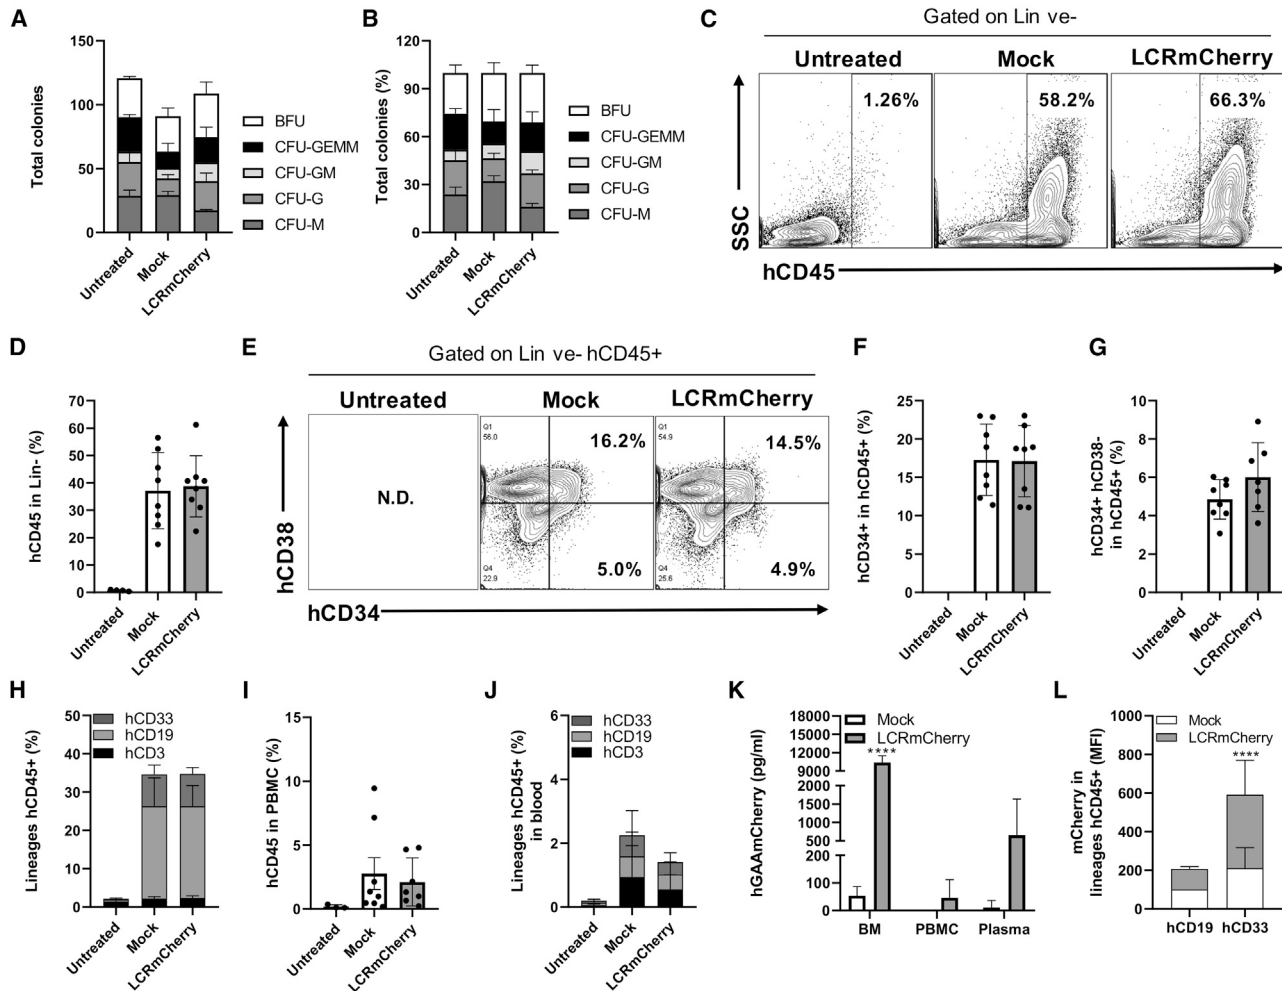 A
Total colonies
150
100
50
0
Untreated
Mock
LCRmCherry
BFU
CFU-GEMM
CFU-GM
CFU-G
CFU-M
B
Total colonies (%)
120
90
60
30
0
Untreated
Mock
LCRmCherry
BFU
CFU-GEMM
CFU-GM
CFU-G
CFU-M
C
Gated on Lin ve-
Untreated
Mock
LCRmCherry
1.26%
58.2%
66.3%
SSC
hCD45
D
hCD45 in Lin- (%)
70
60
50
40
30
20
10
0
Untreated
Mock
LCRmCherry
E
Gated on Lin ve- hCD45+
Untreated
Mock
LCRmCherry
N.D.
Q1
56.0
16.2%
Q4
22.9
5.0%
Q1
54.9
14.5%
Q4
25.6
4.9%
hCD38
hCD34
F
hCD34+ in hCD45+ (%)
25
20
15
10
5
0
Untreated
Mock
LCRmCherry
G
hCD34+ hCD38-
in hCD45+ (%)
10
8
6
4
2
0
Untreated
Mock
LCRmCherry
H
Lineages hCD45+ (%)
50
40
30
20
10
0
hCD33
hCD19
hCD3
Untreated
Mock
LCRmCherry
I
hCD45 in PBMC (%)
15
10
5
0
Untreated
Mock
LCRmCherry
J
Lineages hCD45+
in blood
6
4
2
0
hCD33
hCD19
hCD3
Untreated
Mock
LCRmCherry
K
hGAAmCherry (pg/ml)
18000
15000
12000
9000
2000
1500
1000
500
200
100
0
Mock
LCRmCherry
****
BM
PBMC
Plasma
L
mCherry in
lineages hCD45+ (MFI)
1000
800
600
400
200
0
Mock
LCRmCherry
****
hCD19
hCD33